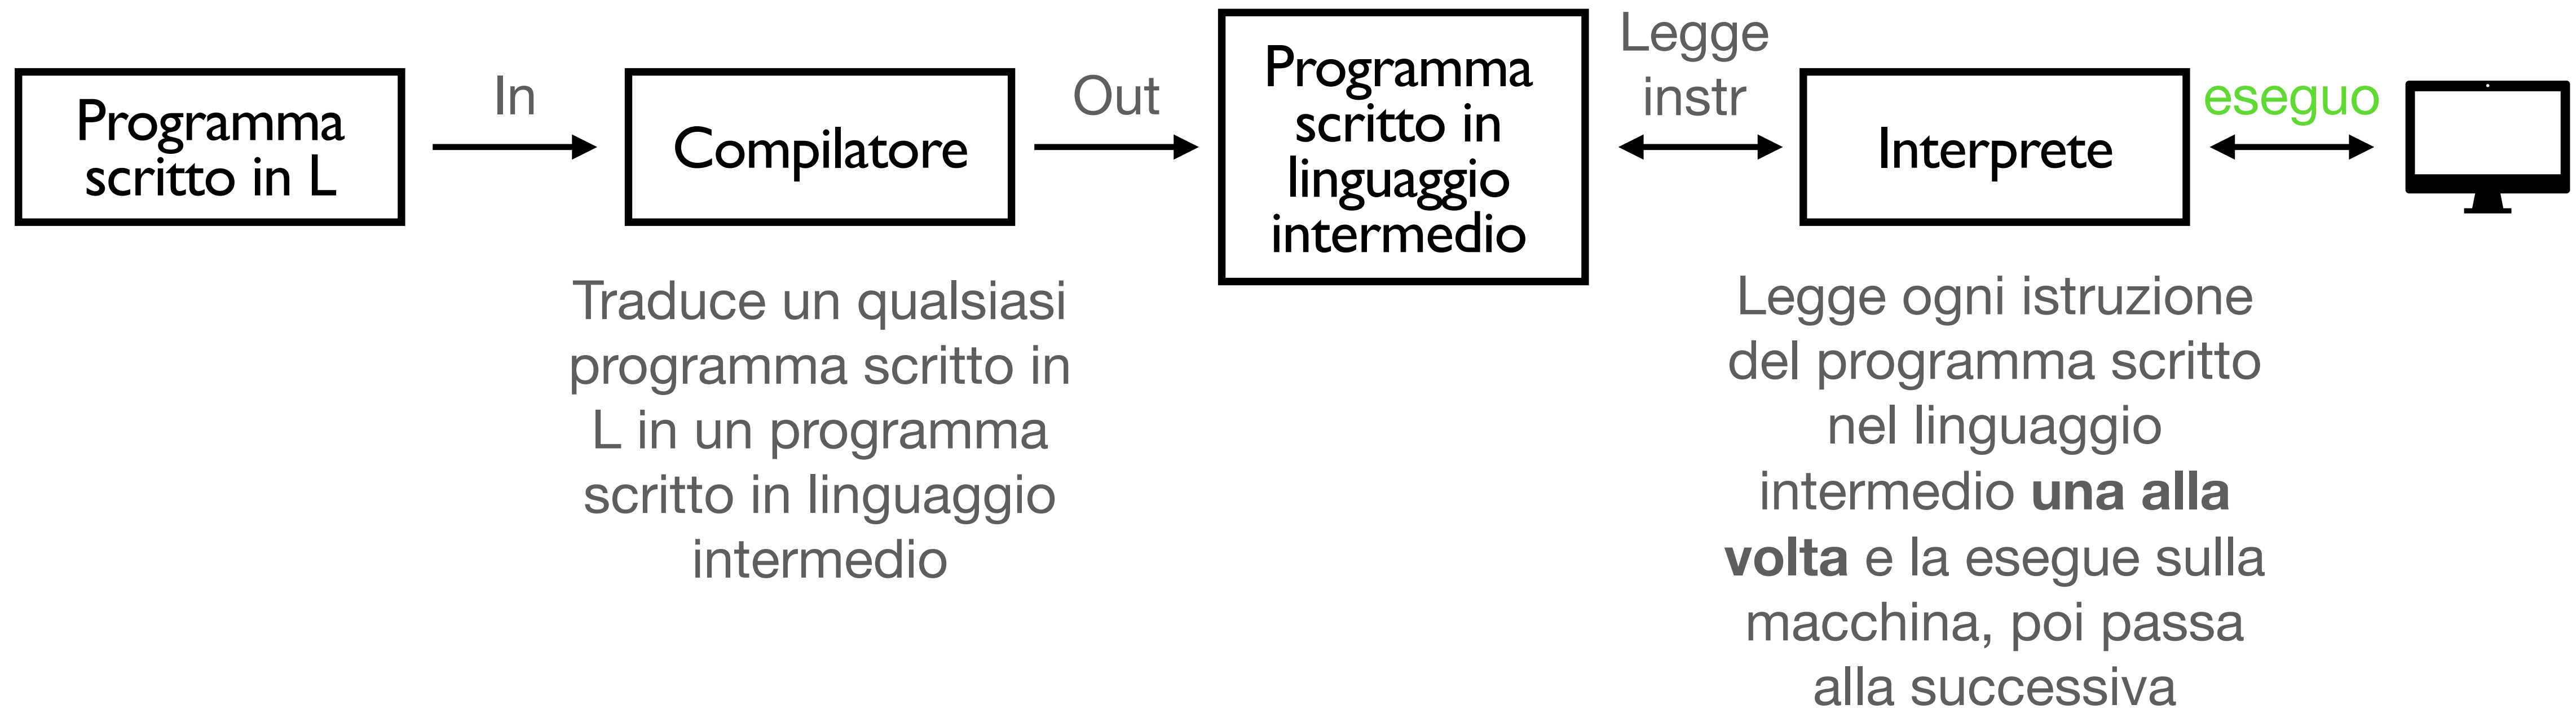 Programma
scritto in L
In
Compilatore
Out
Programma
scritto in
linguaggio
intermedio
Legge
instr
Interprete
eseguo
Traduce un qualsiasi
programma scritto in
L in un programma
scritto in linguaggio
intermedio
Legge ogni istruzione
del programma scritto
nel linguaggio
intermedio una alla
volta e la esegue sulla
macchina, poi passa
alla successiva